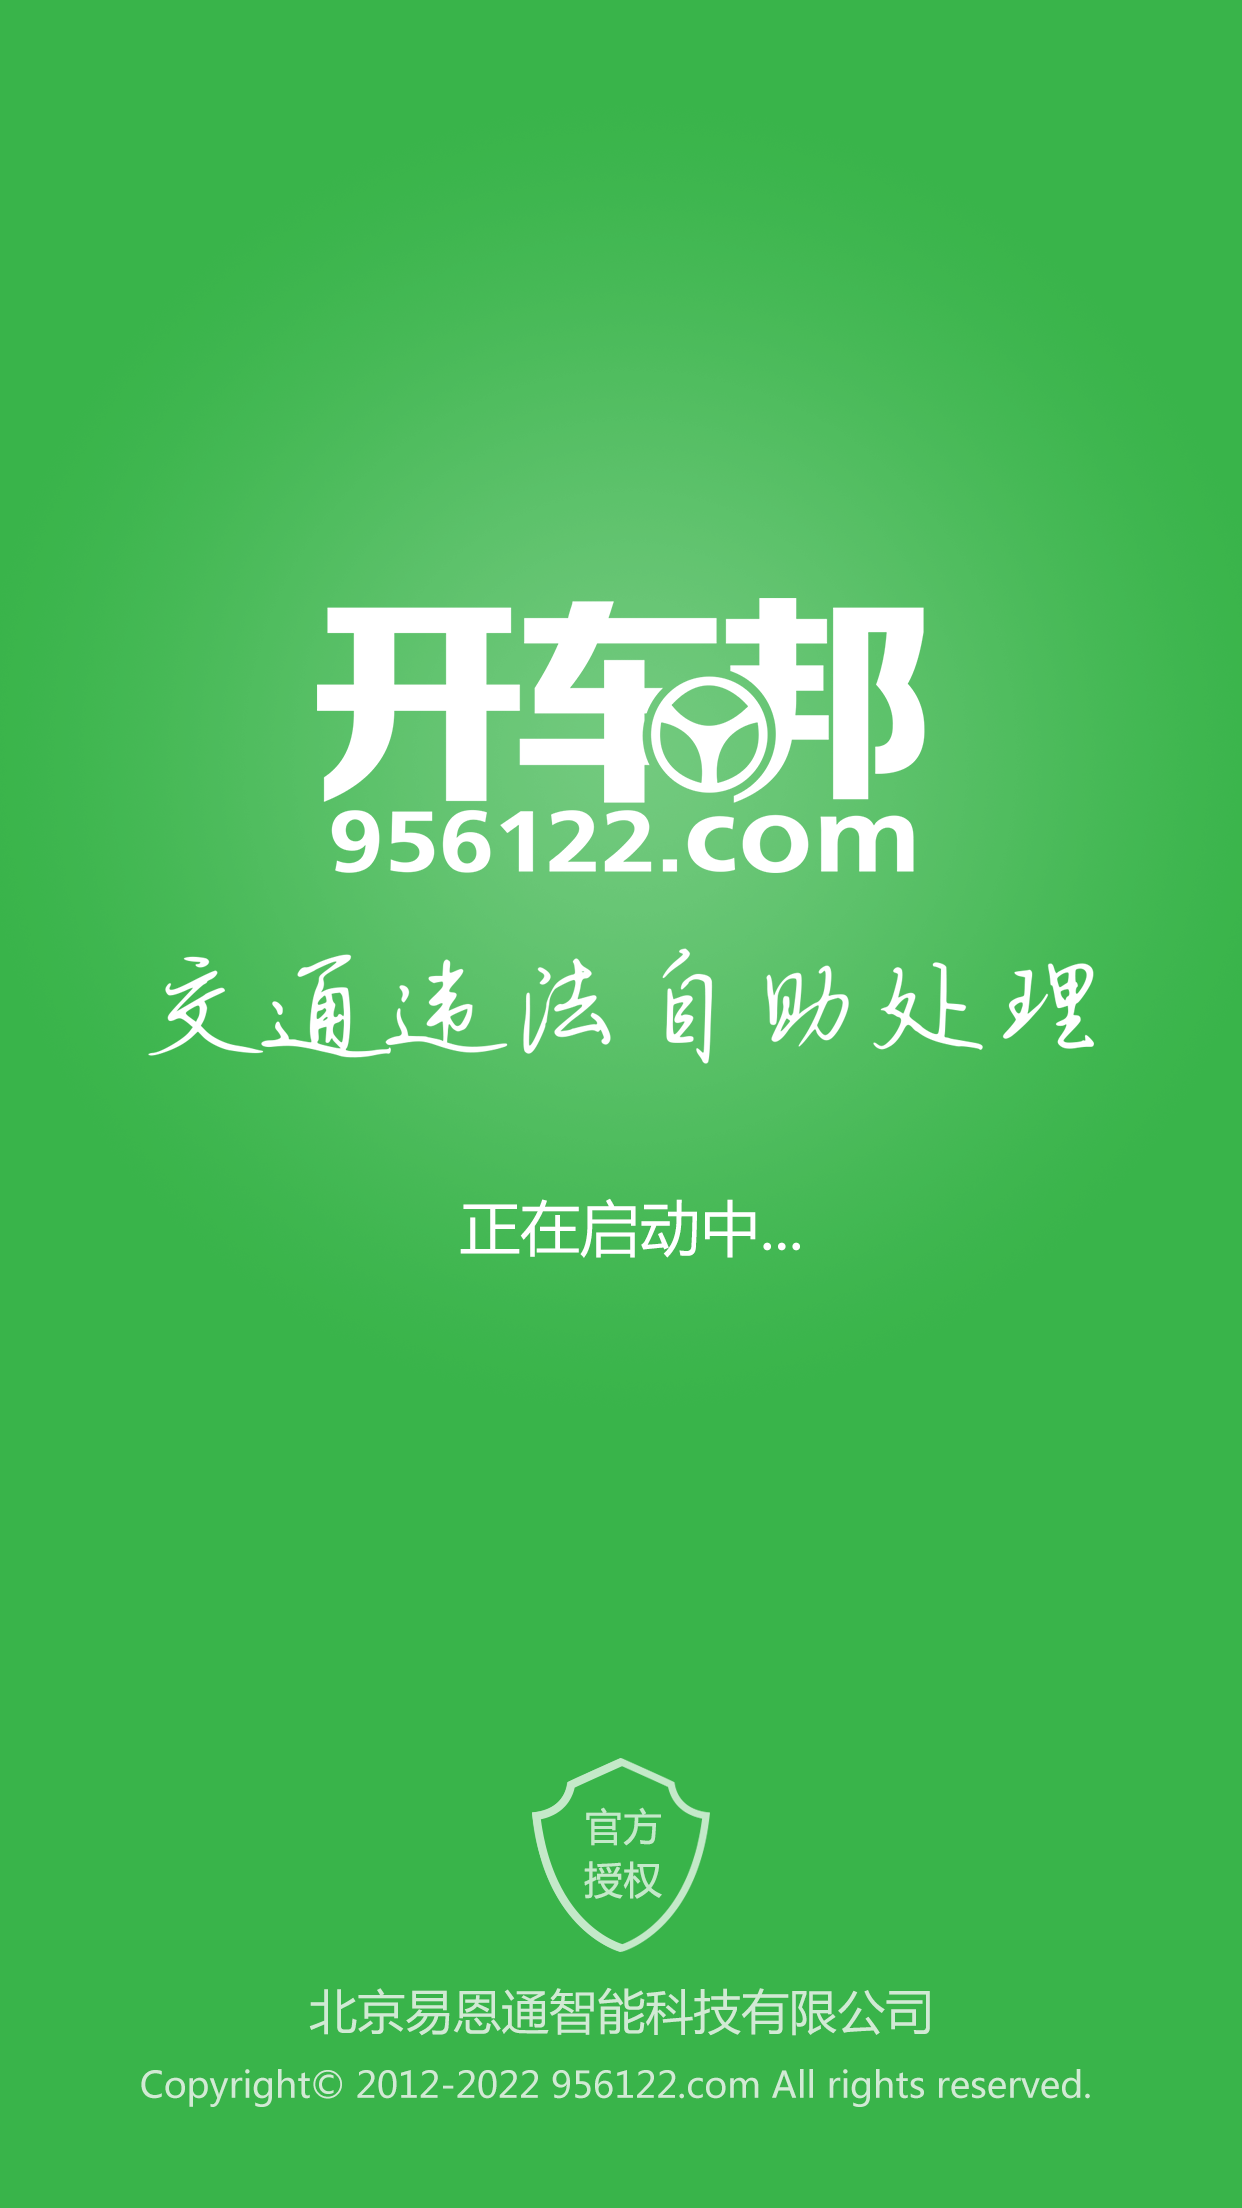 开车邦
956122.com
交通违法自助处理
正在启动中...
官方
授权
北京易恩通智能科技有限公司
Copyright© 2012-2022 956122.com All rights reserved.